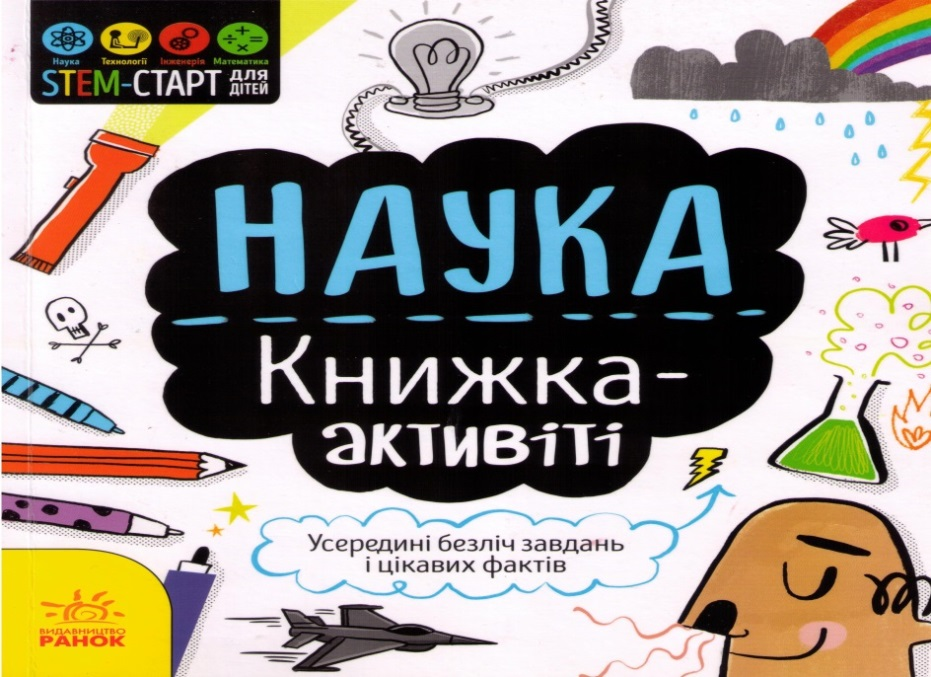 Наука Технології Інженерія Математика
STEM-СТАРТ ДЛЯ ДІТЕЙ
НАУКА
Книжка-
активіті
Усередині безліч завдань
і цікавих фактів
ВИДАВНИЦТВО
РАНОК